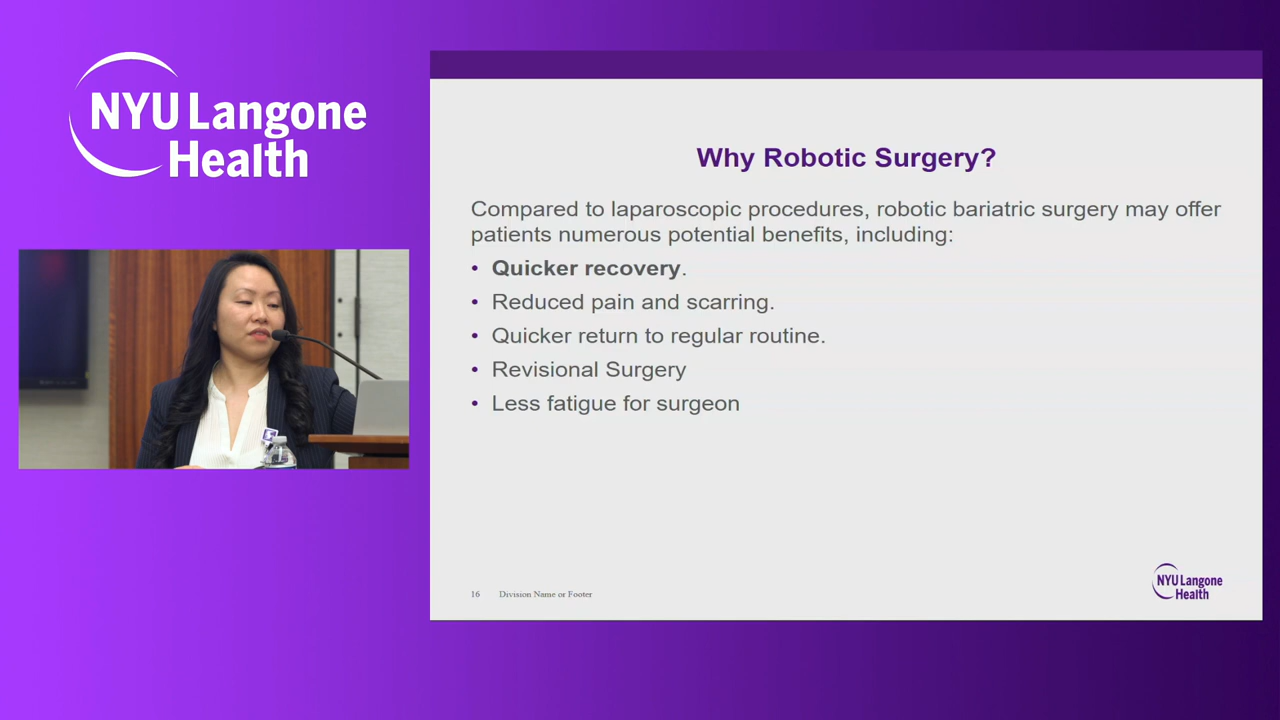 NYU Langone
Health
Why Robotic Surgery?
Compared to laparoscopic procedures, robotic bariatric surgery may offer
patients numerous potential benefits, including:
• Quicker recovery.
• Reduced pain and scarring.
• Quicker return to regular routine.
• Revisional Surgery
• Less fatigue for surgeon
16 Division Name or Footer
NYU Langone
Health